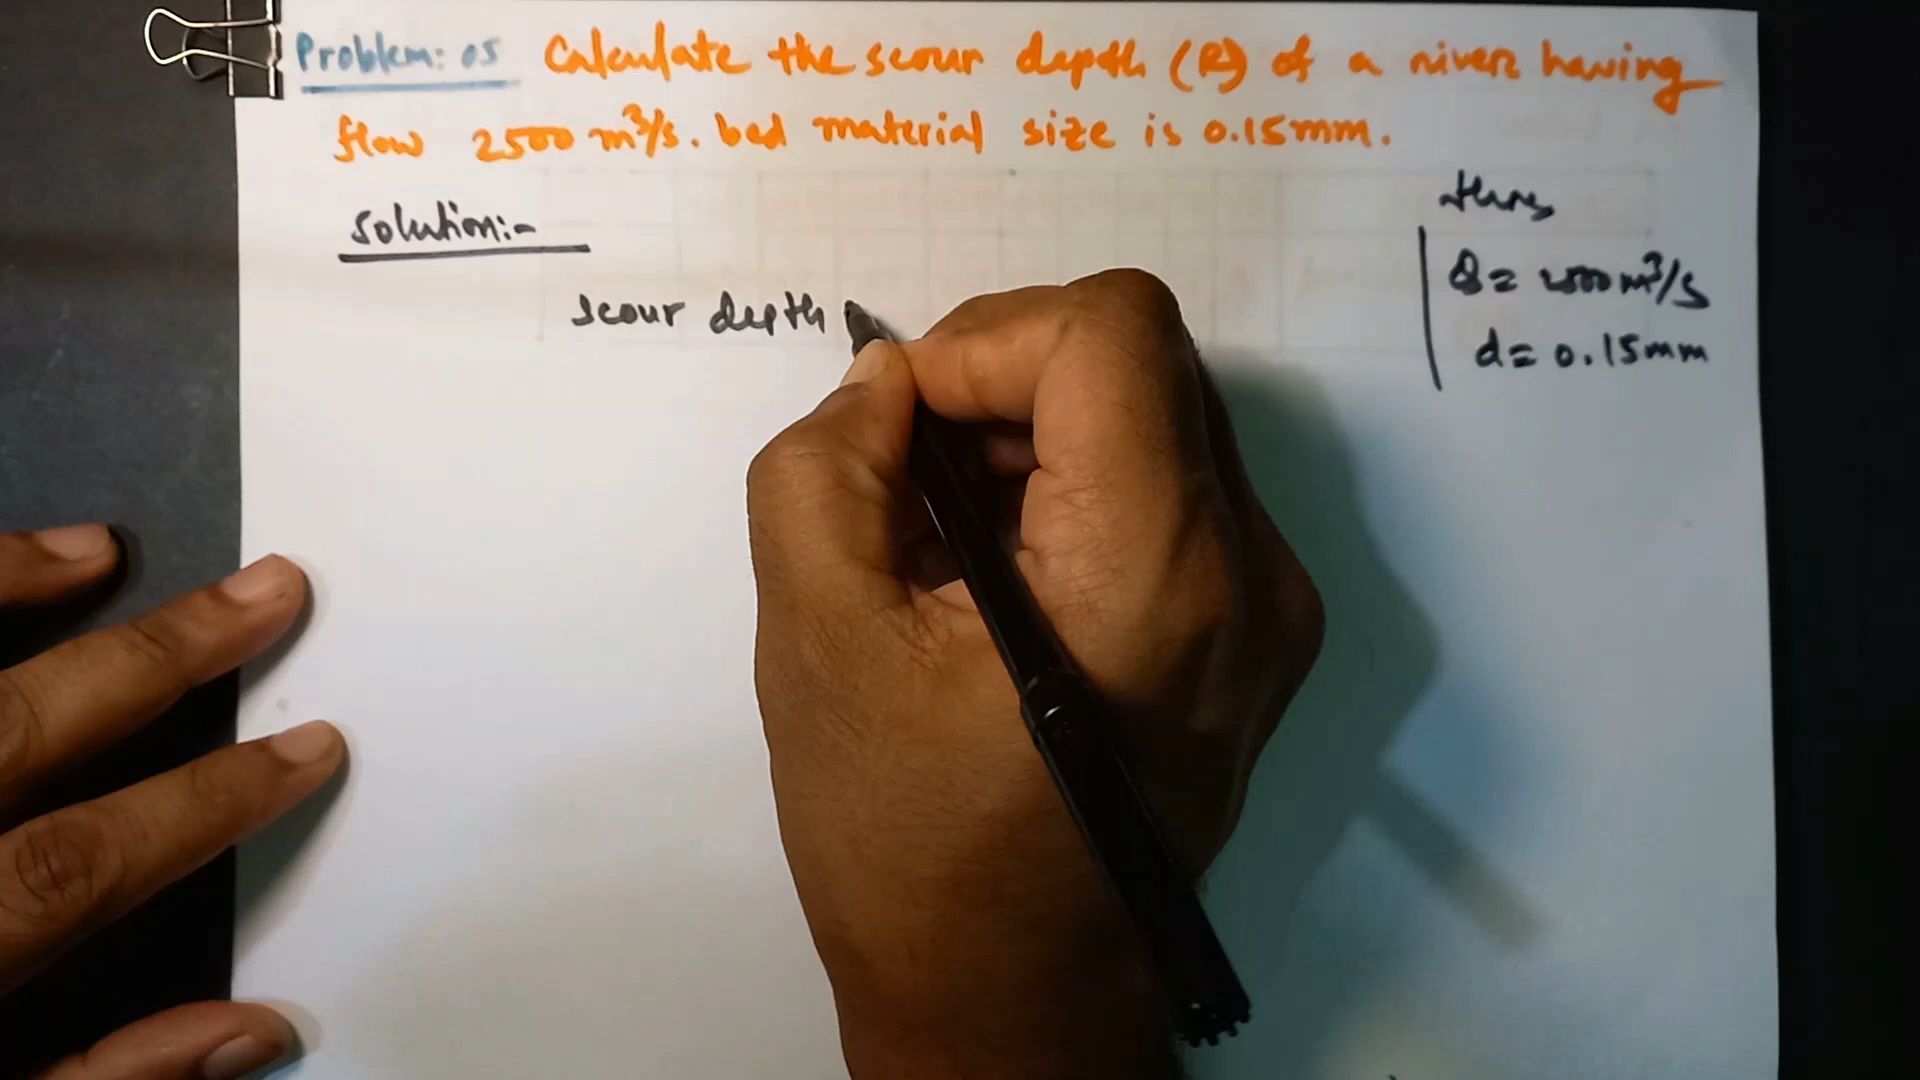 Problem: 05 Calculate the scour depth (R) of a river having
flow 2500 m³/s. bed material size is 0.15mm.
Solution:-
Here,
Q = 2500 m³/s
d = 0.15mm
scour depth